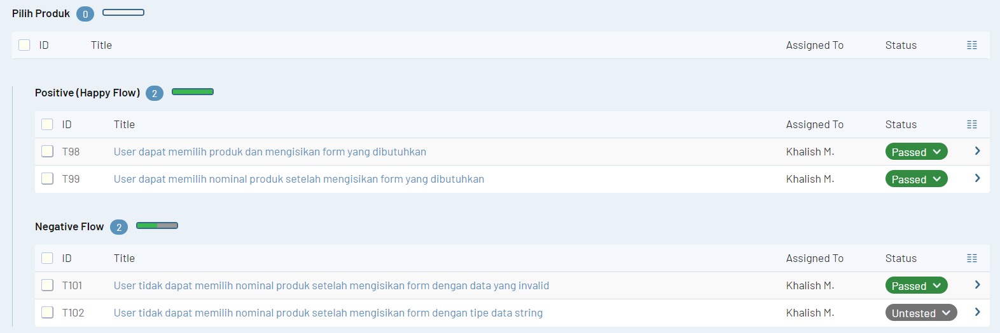 Pilih Produk 0
ID Title Assigned To Status
Positive (Happy Flow) 2
ID Title Assigned To Status
T98 User dapat memilih produk dan mengisikan form yang dibutuhkan Khalish M. Passed
T99 User dapat memilih nominal produk setelah mengisikan form yang dibutuhkan Khalish M. Passed
Negative Flow 2
ID Title Assigned To Status
T101 User tidak dapat memilih nominal produk setelah mengisikan form dengan data yang invalid Khalish M. Passed
T102 User tidak dapat memilih nominal produk setelah mengisikan form dengan tipe data string Khalish M. Untested